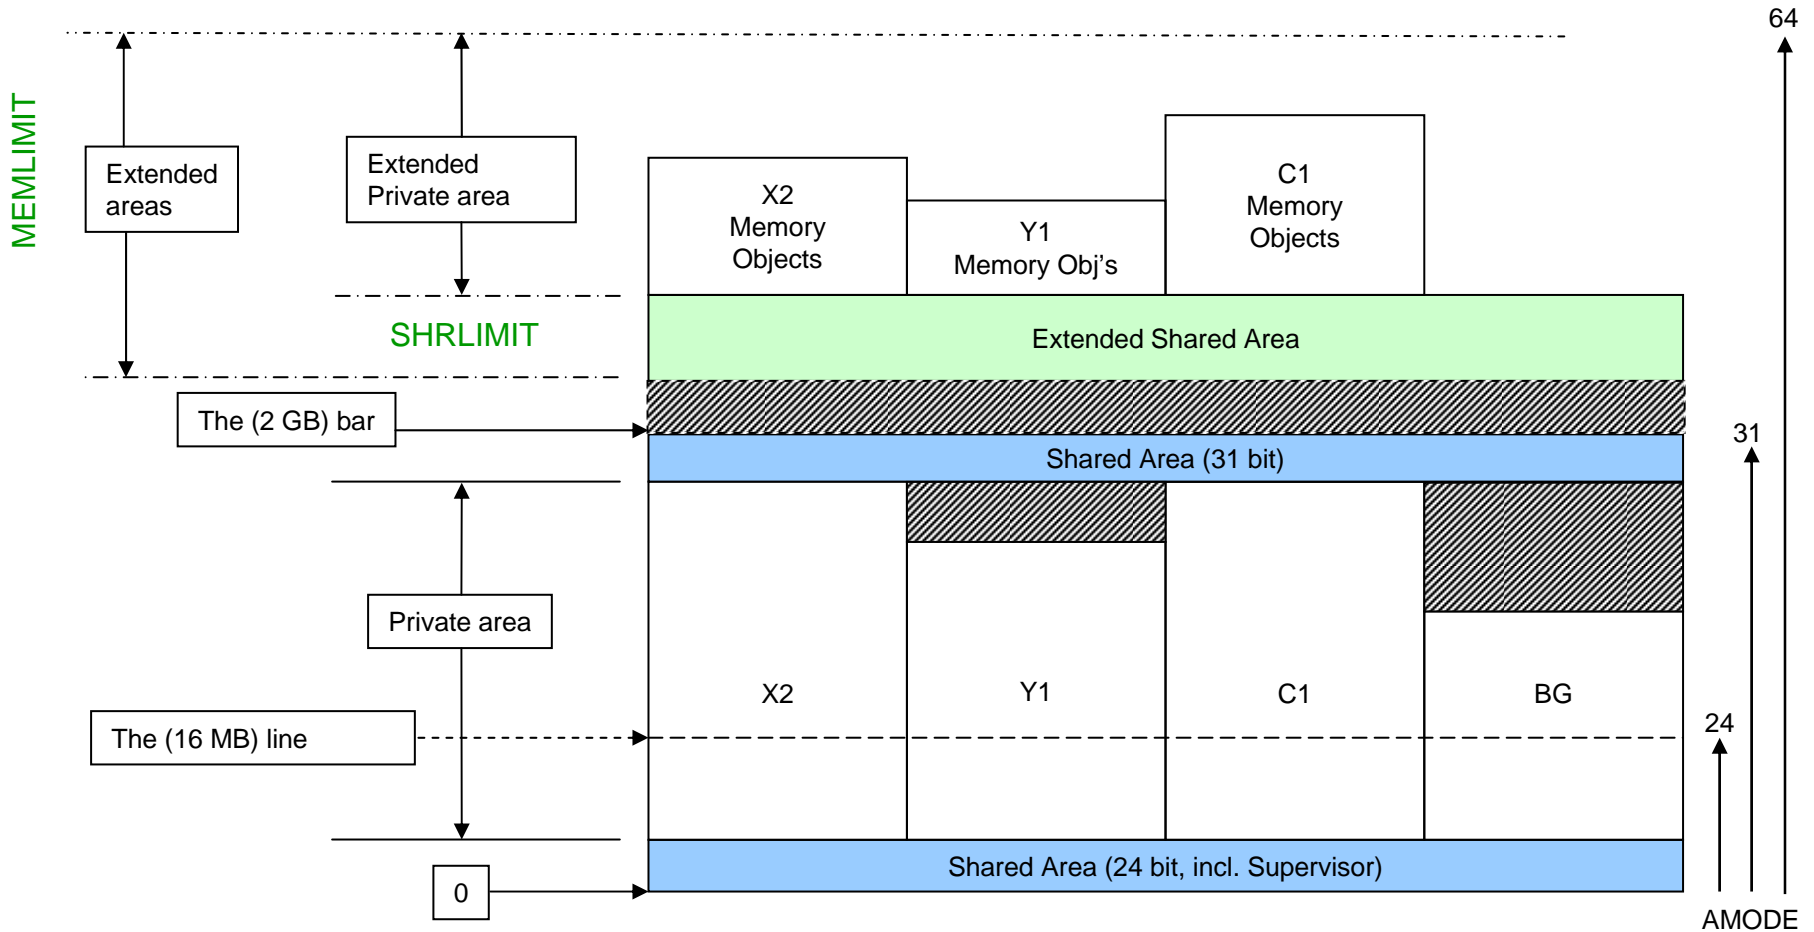 64
MEMLIMIT
Extended
areas
Extended
Private area
X2
Memory
Objects
Y1
Memory Obj's
C1
Memory
Objects
SHRLIMIT
Extended Shared Area
The (2 GB) bar
Shared Area (31 bit)
31
Private area
X2
Y1
C1
BG
The (16 MB) line
24
Shared Area (24 bit, incl. Supervisor)
0
AMODE